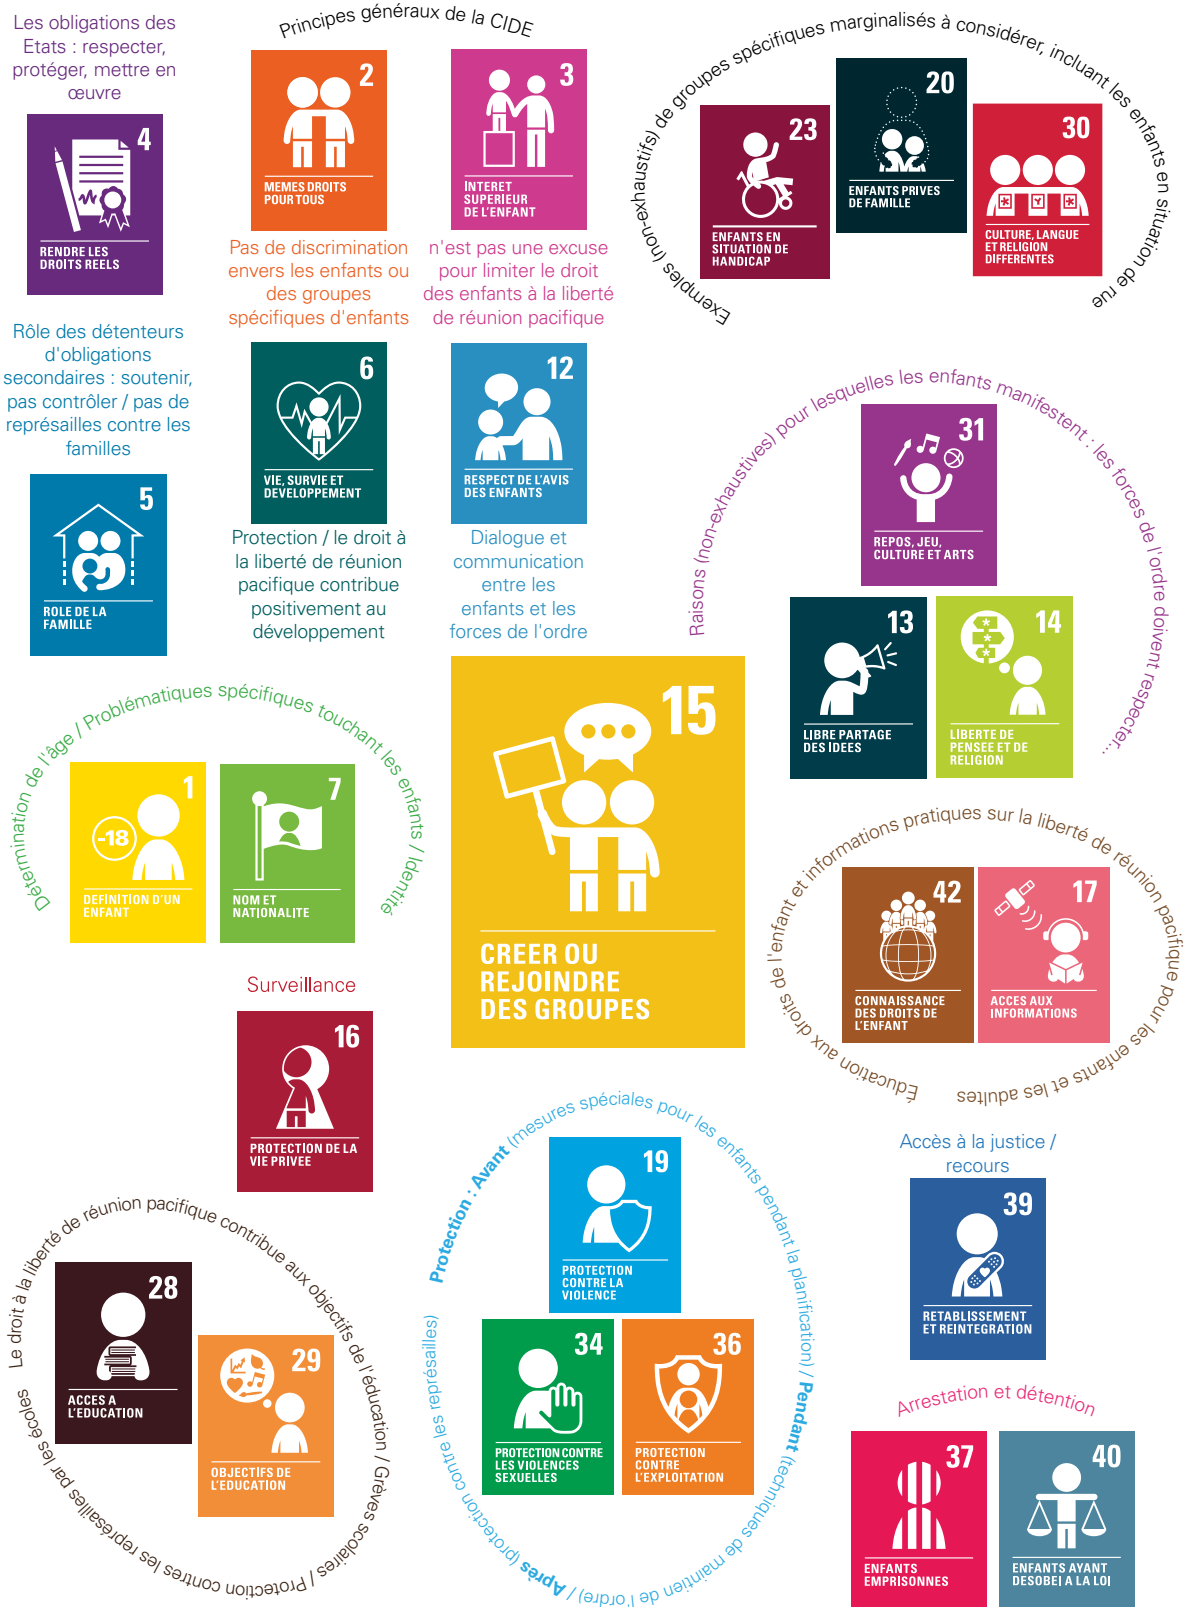 Les obligations des
Etats : respecter,
protéger, mettre en
œuvre
4
RENDRE LES
DROITS REELS
Rôle des détenteurs
d'obligations
secondaires : soutenir,
pas contrôler / pas de
représailles contre les
familles
5
ROLE DE LA
FAMILLE
Principes généraux de la CIDE
2
MEMES DROITS
POUR TOUS
Pas de discrimination
envers les enfants ou
des groupes
spécifiques d'enfants
3
INTERET
SUPERIEUR
DE L'ENFANT
n'est pas une excuse
pour limiter le droit
des enfants à la liberté
de réunion pacifique
6
VIE, SURVIE ET
DEVELOPPEMENT
Protection / le droit à
la liberté de réunion
pacifique contribue
positivement au
développement
12
RESPECT DE L'AVIS
DES ENFANTS
Dialogue et
communication
entre les
enfants et les
forces de l'ordre
Exemples (non-exhaustifs) de groupes spécifiques marginalisés à considérer, incluant les enfants en situation de rue
23
ENFANTS EN
SITUATION DE
HANDICAP
20
ENFANTS PRIVES
DE FAMILLE
30
CULTURE, LANGUE
ET RELIGION
DIFFERENTES
Raisons (non-exhaustives) pour lesquelles les enfants manifestent : les forces de l'ordre doivent respecter...
31
REPOS, JEU,
CULTURE ET ARTS
13
LIBRE PARTAGE
DES IDEES
14
LIBERTE DE
PENSEE ET DE
RELIGION
15
CREER OU
REJOINDRE
DES GROUPES
Détermination de l'âge / Problématiques spécifiques touchant les enfants / Identité
1
-18
DEFINITION D'UN
ENFANT
7
NOM ET
NATIONALITE
Éducation aux droits de l'enfant et informations pratiques sur la liberté de réunion pacifique pour les enfants et les adultes
42
CONNAISSANCE
DES DROITS DE
L'ENFANT
17
ACCES AUX
INFORMATIONS
Surveillance
16
PROTECTION DE LA
VIE PRIVEE
Protection : Avant (mesures spéciales pour les enfants pendant la planification) / Pendant (techniques de maintien de l'ordre) / Après (protection contre les représailles)
19
PROTECTION
CONTRE LA
VIOLENCE
34
PROTECTION CONTRE
LES VIOLENCES
SEXUELLES
36
PROTECTION
CONTRE
L'EXPLOITATION
Accès à la justice /
recours
39
RETABLISSEMENT
ET REINTEGRATION
Le droit à la liberté de réunion pacifique contribue aux objectifs de l'éducation / Grèves scolaires / Protection contres les représailles par les écoles
28
ACCES A
L'EDUCATION
29
OBJECTIFS DE
L'EDUCATION
Arrestation et détention
37
ENFANTS
EMPRISONNES
40
ENFANTS AYANT
DESOBEI A LA LOI